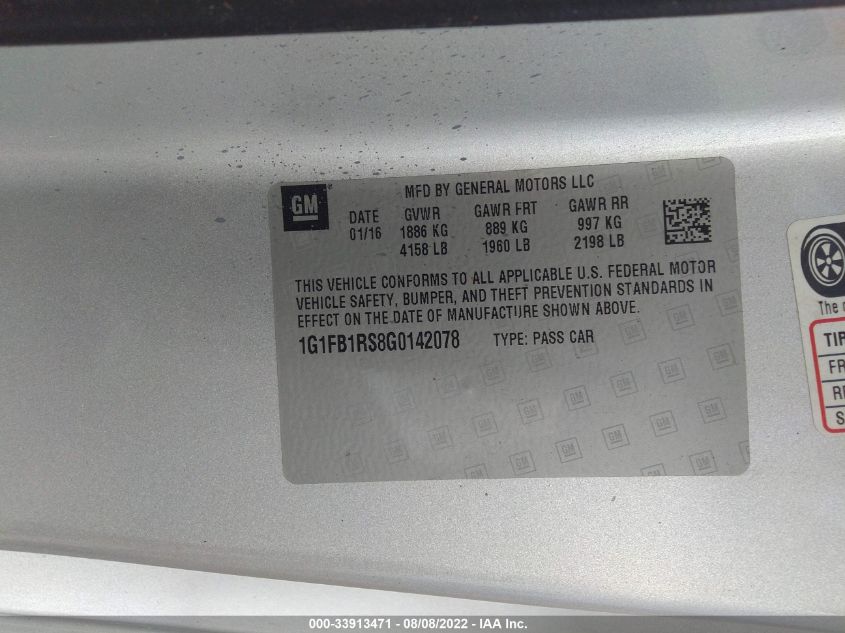 GM
MFD BY GENERAL MOTORS LLC
DATE GVWR GAWR FRT GAWR RR
01/16 1886 KG 889 KG 997 KG
4158 LB 1960 LB 2198 LB
THIS VEHICLE CONFORMS TO ALL APPLICABLE U.S. FEDERAL MOTOR
VEHICLE SAFETY, BUMPER, AND THEFT PREVENTION STANDARDS IN
EFFECT ON THE DATE OF MANUFACTURE SHOWN ABOVE.
1G1FB1RS8G0142078 TYPE: PASS CAR
The
TIR
FR
S
000-33913471 - 08/08/2022 - IAA Inc.